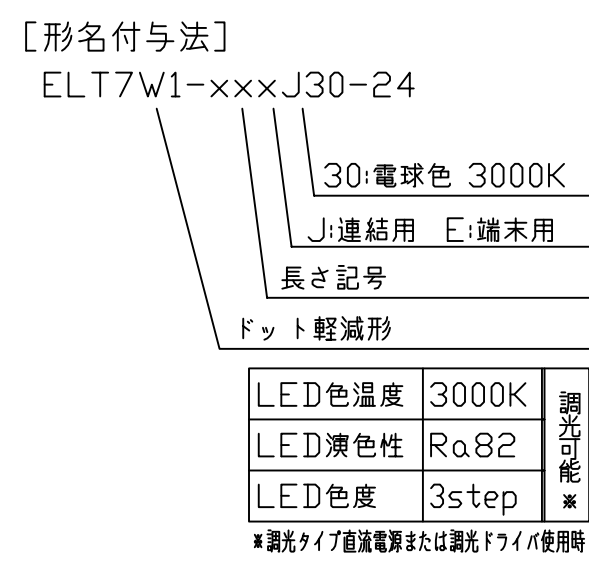 [形名付与法]
ELT7W1-xxxJ30-24
30:電球色 3000K
J:連結用 E:端末用
長さ記号
ドット軽減形
LED色温度 3000K
LED演色性 Ra82
LED色度 3step
調光可能※
※調光タイプ直流電源または調光ドライバ使用時